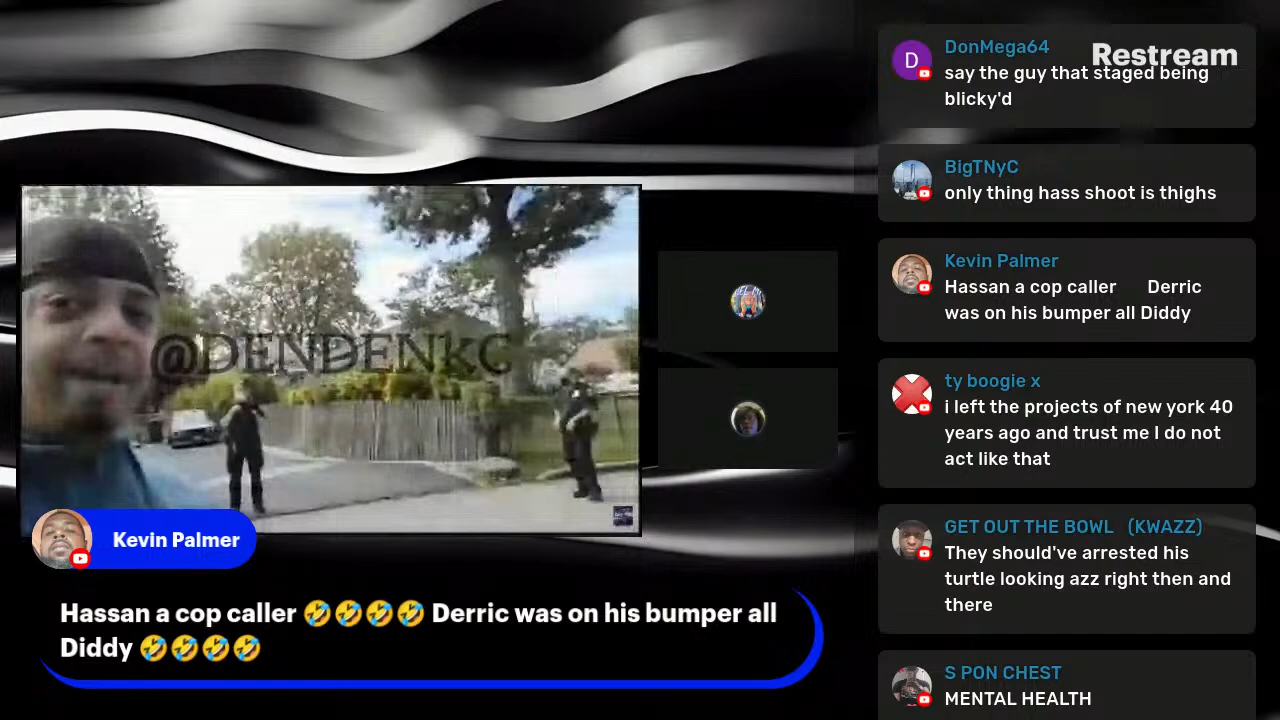 DonMega64
Restream
say the guy that staged being
blicky'd
BigTNyC
only thing hass shoot is thighs
Kevin Palmer
Hassan a cop caller Derric
was on his bumper all Diddy
ty boogie x
i left the projects of new york 40
years ago and trust me I do not
act like that
GET OUT THE BOWL (KWAZZ)
They should've arrested his
turtle looking azz right then and
there
S PON CHEST
MENTAL HEALTH
@DENDENKC
Kevin Palmer
Hassan a cop caller 🤣🤣🤣🤣 Derric was on his bumper all
Diddy 🤣🤣🤣🤣
D